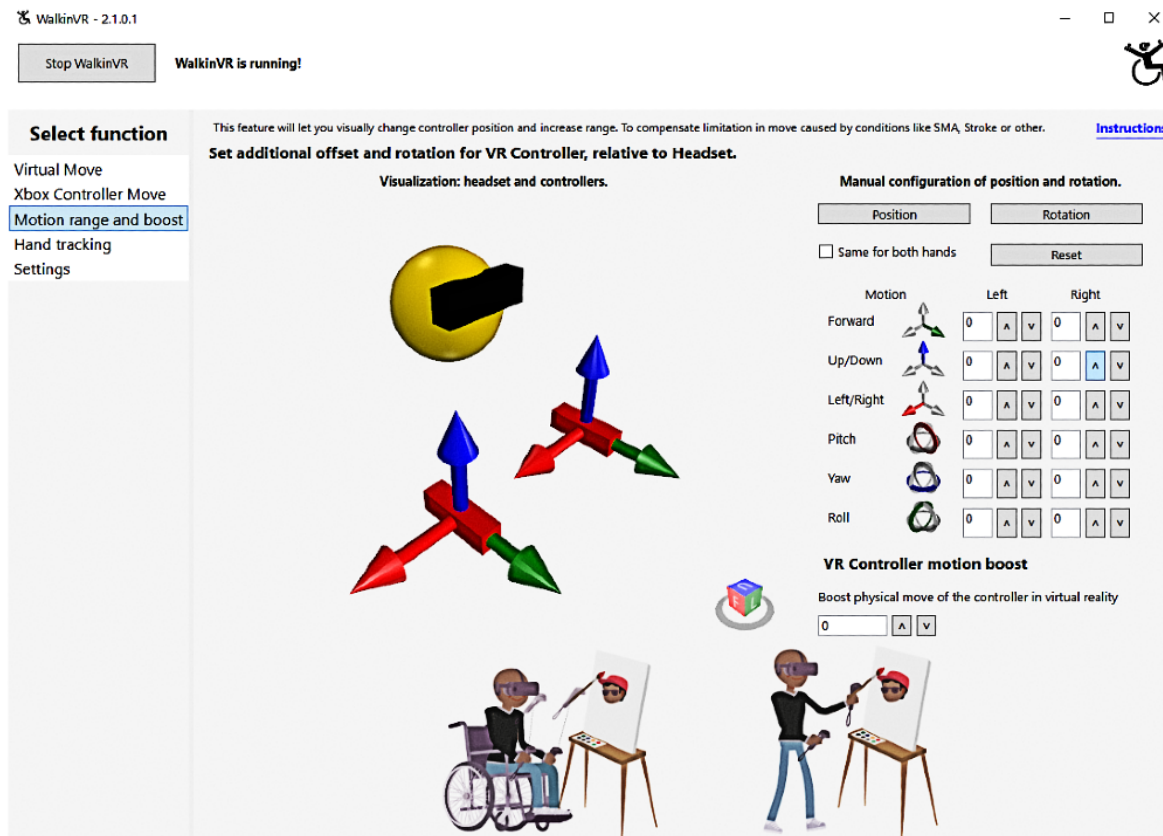 WalkinVR - 2.1.0.1
Stop WalkinVR
WalkinVR is running!
Select function
Virtual Move
Xbox Controller Move
Motion range and boost
Hand tracking
Settings
This feature will let you visually change controller position and increase range. To compensate limitation in move caused by conditions like SMA, Stroke or other.
Instructions
Set additional offset and rotation for VR Controller, relative to Headset.
Visualization: headset and controllers.
Manual configuration of position and rotation.
Position
Rotation
Same for both hands
Reset
Motion Left Right
Forward 0 0
Up/Down 0 0
Left/Right 0 0
Pitch 0 0
Yaw 0 0
Roll 0 0
VR Controller motion boost
Boost physical move of the controller in virtual reality
0
F L